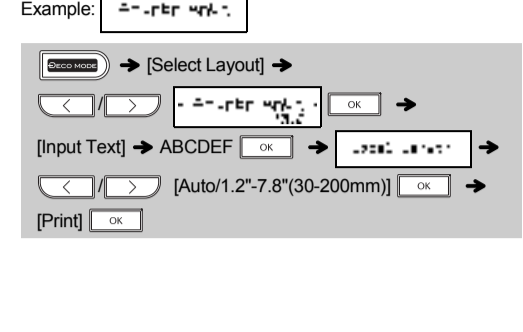 Example:
DECO MODE → [Select Layout] →
< / > OK →
[Input Text] → ABCDEF OK → →
< / > [Auto/1.2"-7.8"(30-200mm)] OK →
[Print] OK